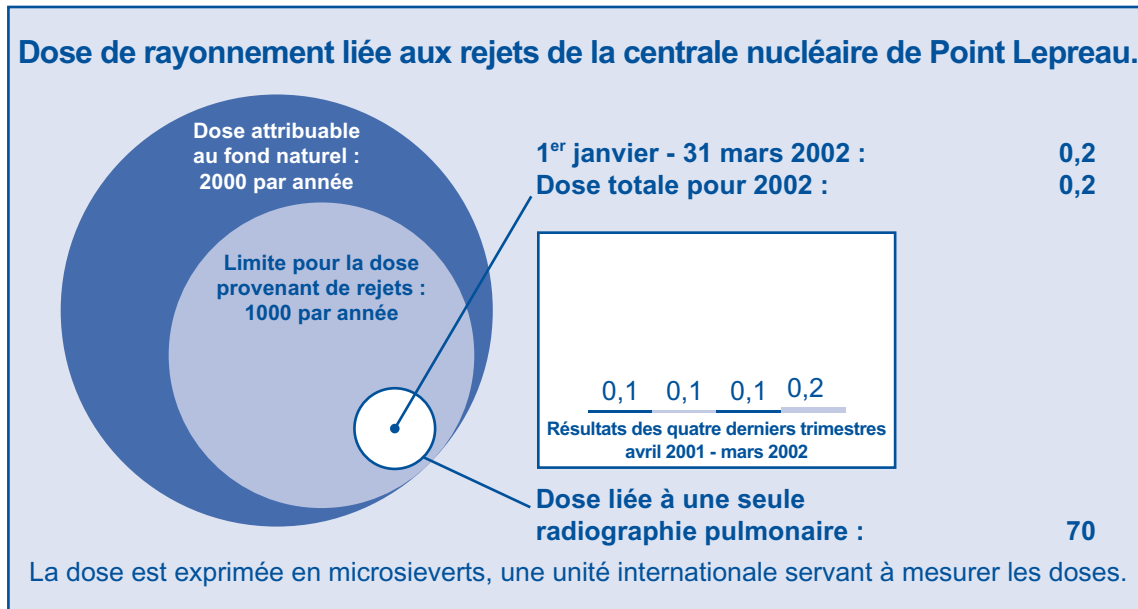 Dose de rayonnement liée aux rejets de la centrale nucléaire de Point Lepreau.
Dose attribuable
au fond naturel :
2000 par année
Limite pour la dose
provenant de rejets :
1000 par année
1er janvier - 31 mars 2002 : 0,2
Dose totale pour 2002 : 0,2
0,1 0,1 0,1 0,2
Résultats des quatre derniers trimestres
avril 2001 - mars 2002
Dose liée à une seule
radiographie pulmonaire : 70
La dose est exprimée en microsieverts, une unité internationale servant à mesurer les doses.